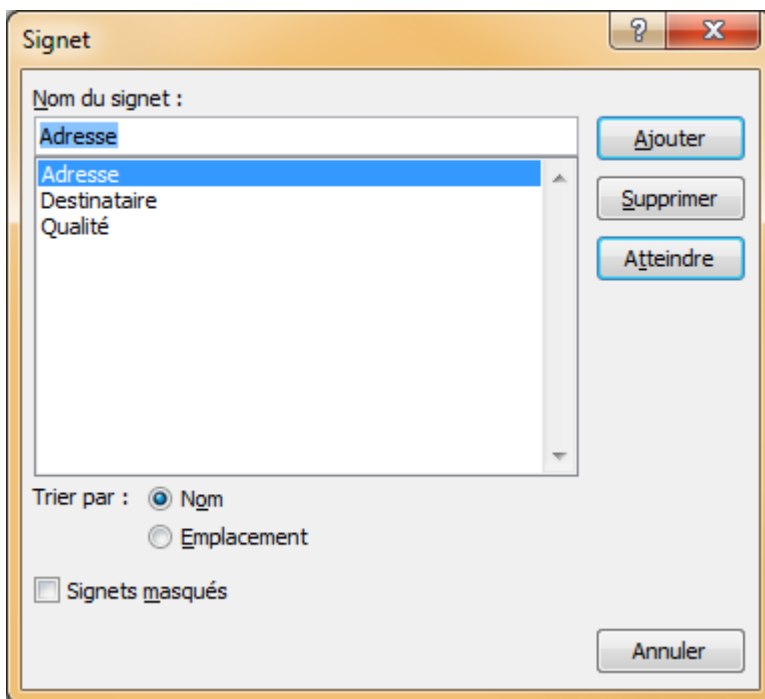 Signet
Nom du signet :
Adresse
Ajouter
Adresse
Destinataire
Qualité
Supprimer
Atteindre
Trier par : Nom
Emplacement
Signets masqués
Annuler